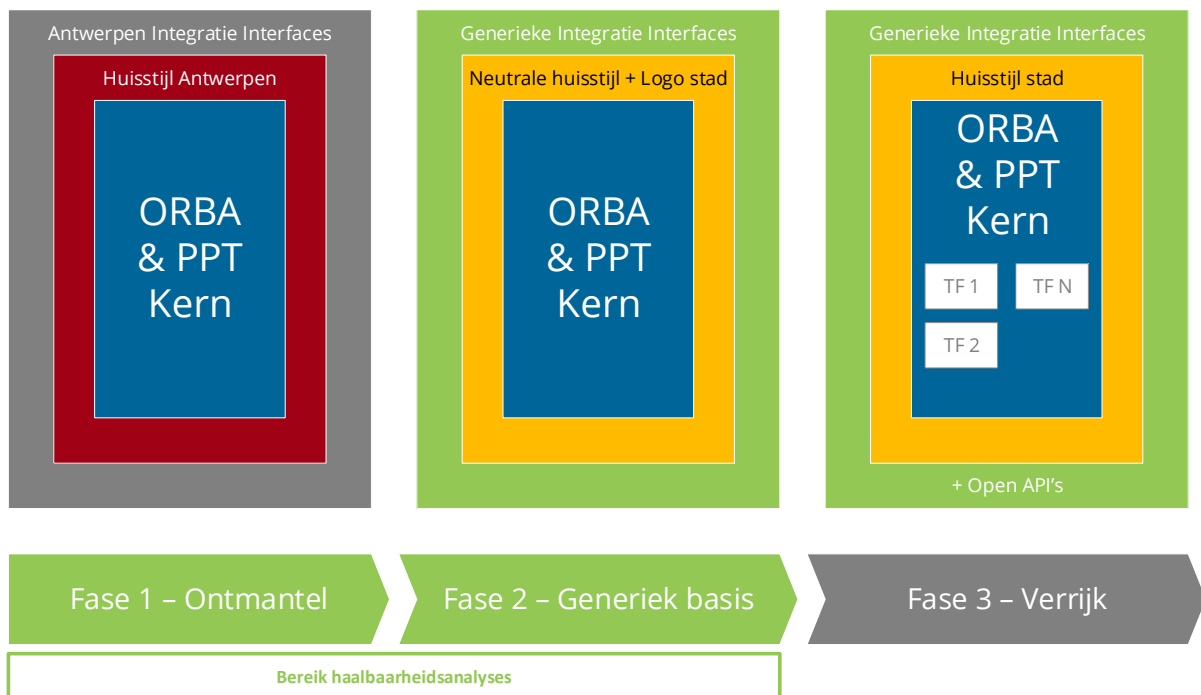 Antwerpen Integratie Interfaces
Huisstijl Antwerpen
ORBA
& PPT
Kern
Generieke Integratie Interfaces
Neutrale huisstijl + Logo stad
ORBA
& PPT
Kern
Generieke Integratie Interfaces
Huisstijl stad
ORBA
& PPT
Kern
TF 1
TF N
TF 2
+ Open API's
Fase 1 – Ontmantel
Fase 2 – Generiek basis
Fase 3 – Verrijk
Bereik haalbaarheidsanalyses